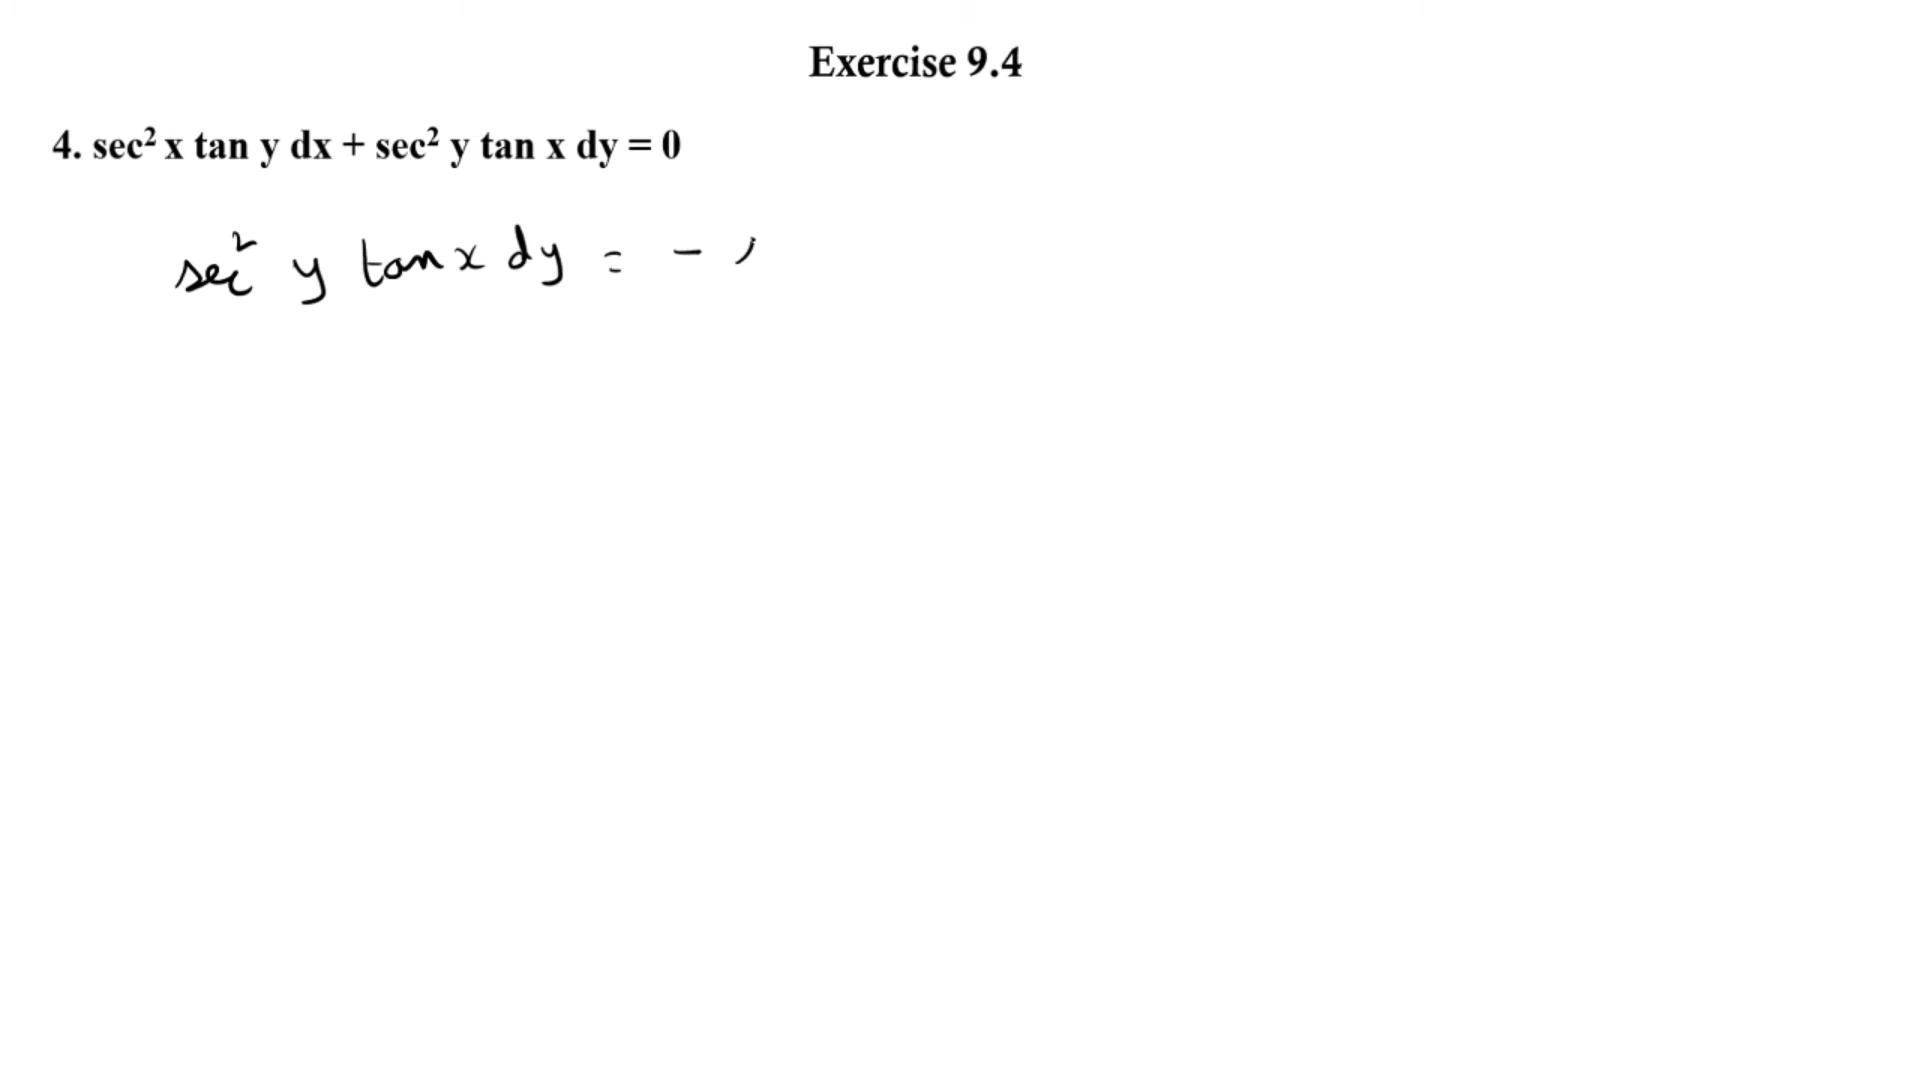 Exercise 9.4
4. sec² x tan y dx + sec² y tan x dy = 0
sec² y tan x dy = -